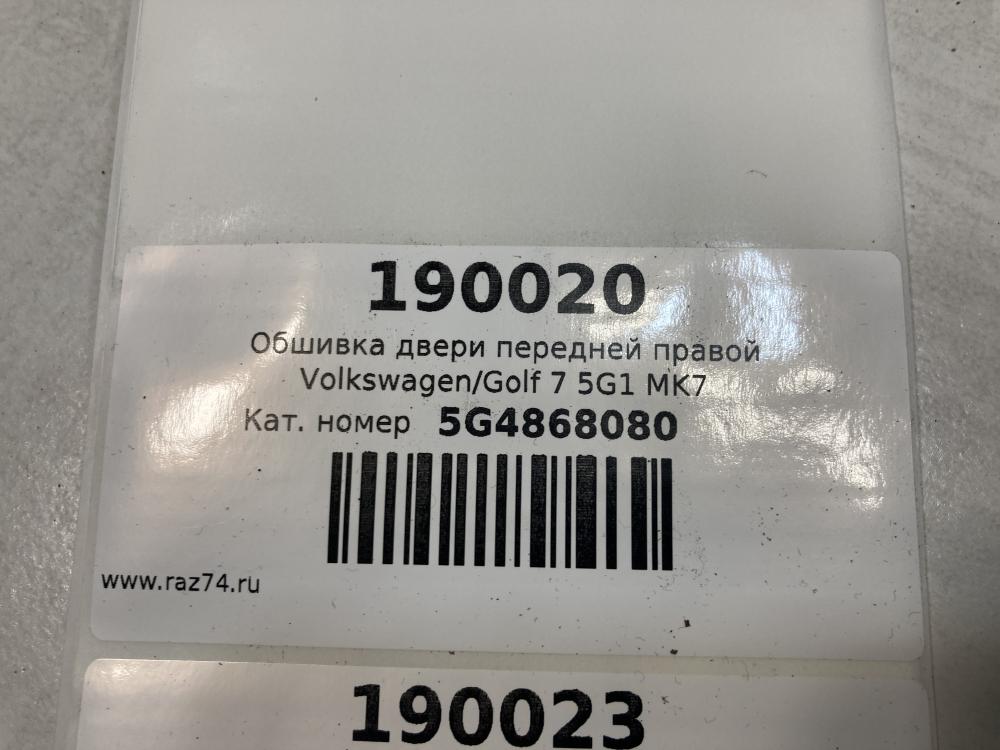 190020
Обшивка двери передней правой
Volkswagen/Golf 7 5G1 MK7
Кат. номер 5G4868080
www.raz74.ru
190023